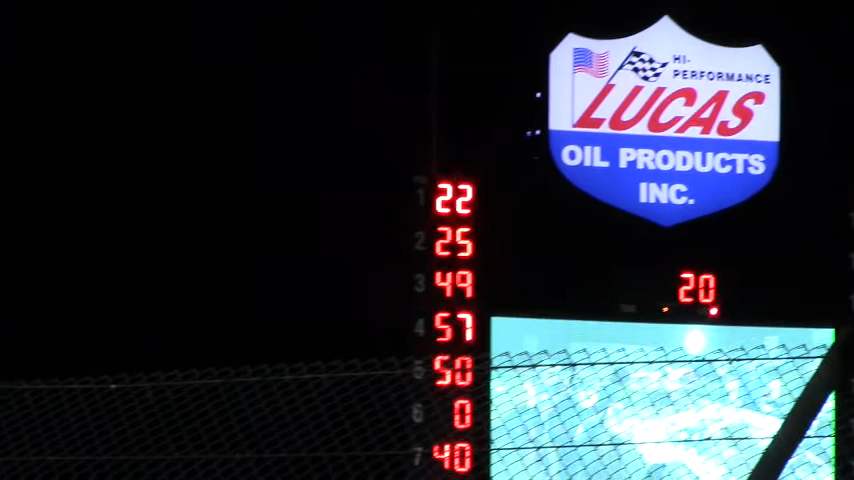 HI-
PERFORMANCE
LUCAS
OIL PRODUCTS
INC.
1 22
2 25
3 49
4 57
5 50
6 0
7 40
20